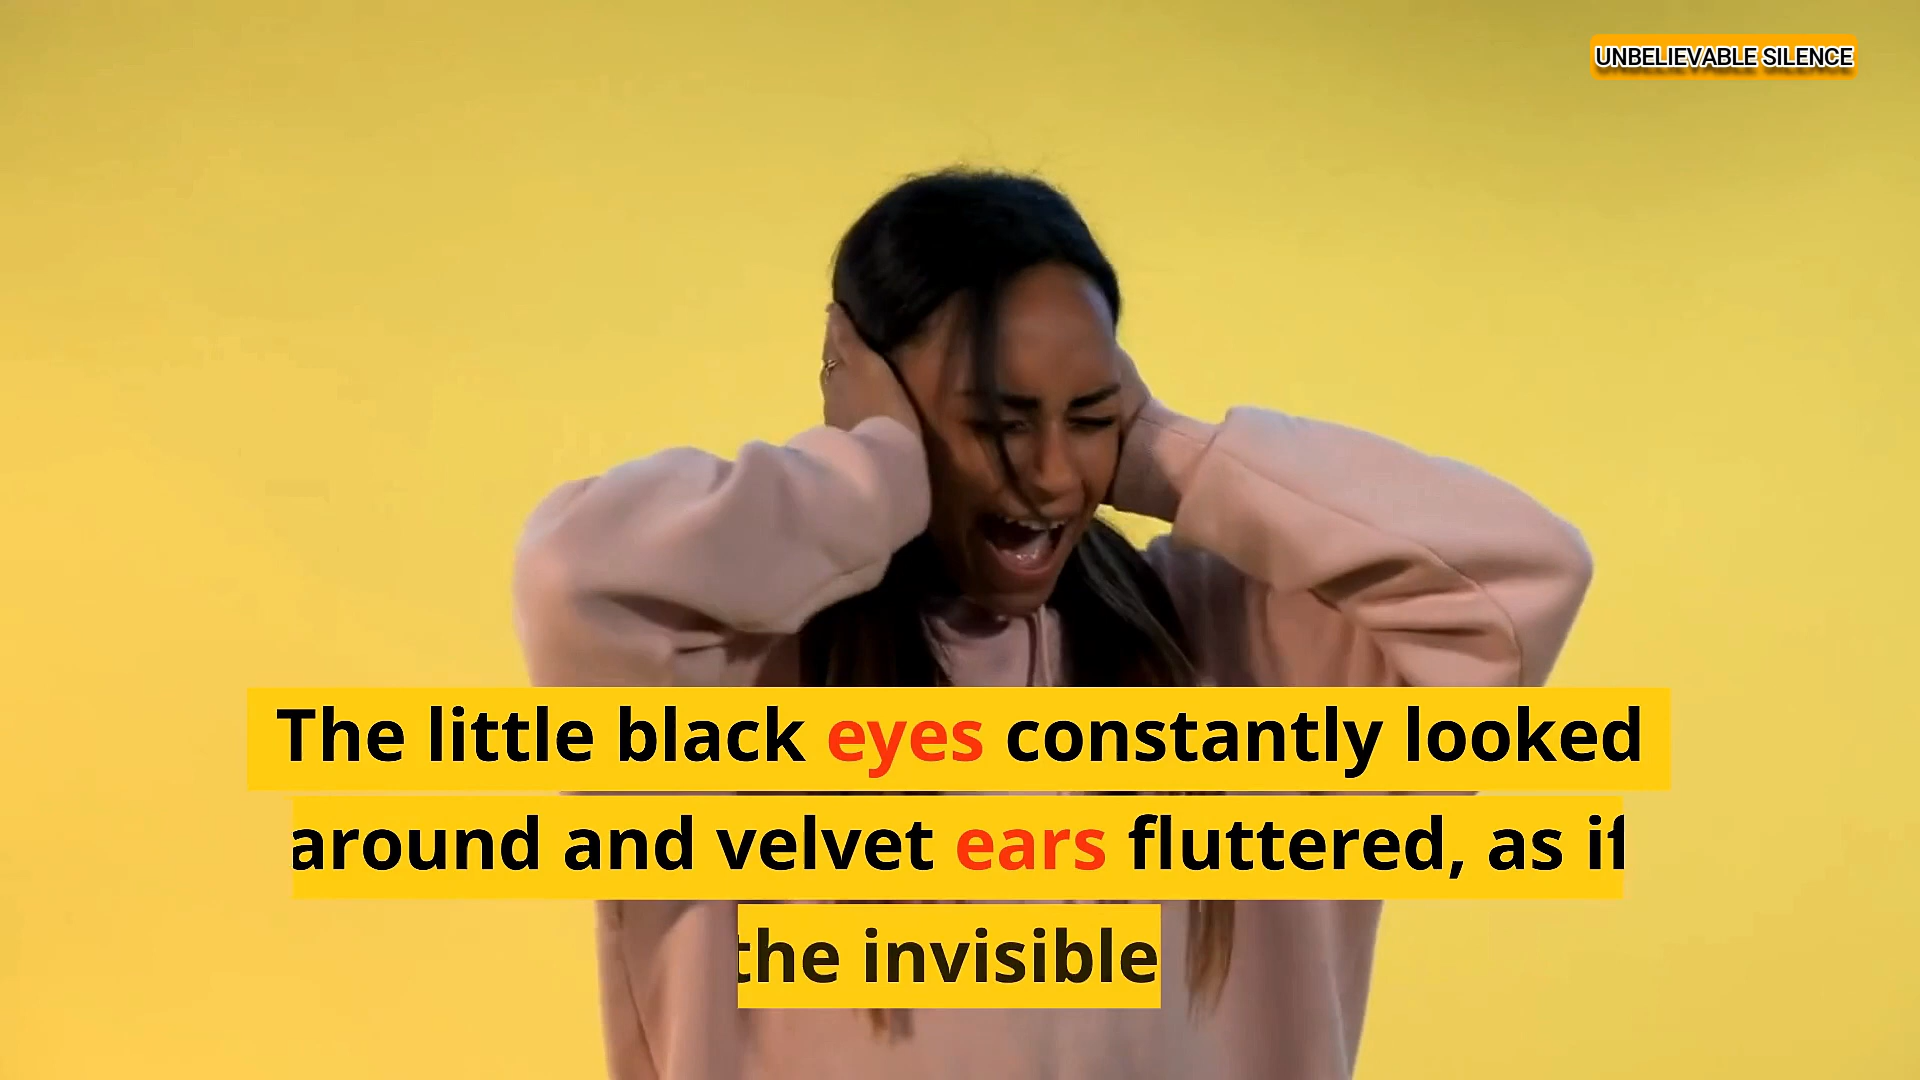 UNBELIEVABLE SILENCE
The little black eyes constantly looked
around and velvet ears fluttered, as if
the invisible